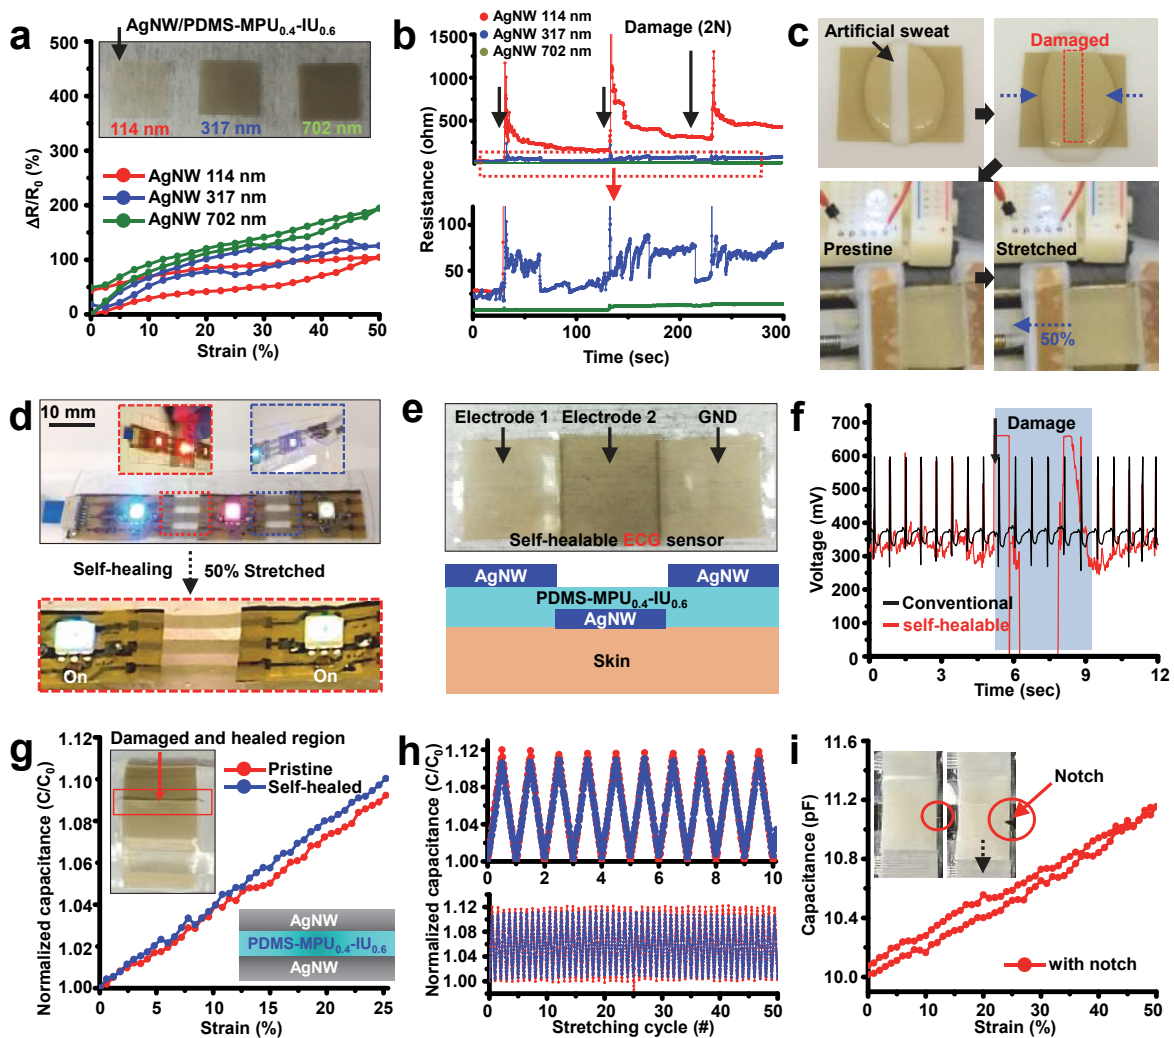 a
AgNW/PDMS-MPU0.4-IU0.6
500
450
400
350
300
250
200
150
100
50
0
ΔR/R0 (%)
114 nm
317 nm
702 nm
AgNW 114 nm
AgNW 317 nm
AgNW 702 nm
0
10
20
30
40
50
Strain (%)
b
AgNW 114 nm
AgNW 317 nm
AgNW 702 nm
Damage (2N)
1500
1250
1000
750
500
250
Resistance (ohm)
100
50
0
100
200
300
Time (sec)
c
Artificial sweat
Damaged
Prestine
Stretched
50%
d
10 mm
Self-healing
50% Stretched
On
On
e
Electrode 1
Electrode 2
GND
Self-healable ECG sensor
AgNW
AgNW
PDMS-MPU0.4-IU0.6
AgNW
Skin
f
Damage
700
600
500
400
300
200
100
0
Voltage (mV)
Conventional
self-healable
0
3
6
9
12
Time (sec)
g
Damaged and healed region
Pristine
Self-healed
1.12
1.10
1.08
1.06
1.04
1.02
1.00
Normalized capacitance (C/C0)
AgNW
PDMS-MPU0.4-IU0.6
AgNW
0
5
10
15
20
25
Strain (%)
h
1.12
1.08
1.04
1.00
0
2
4
6
8
10
Normalized capacitance (C/C0)
1.12
1.08
1.04
1.00
0
10
20
30
40
50
Stretching cycle (#)
i
11.6
11.2
10.8
10.4
10.0
Capacitance (pF)
Notch
with notch
0
10
20
30
40
50
Strain (%)